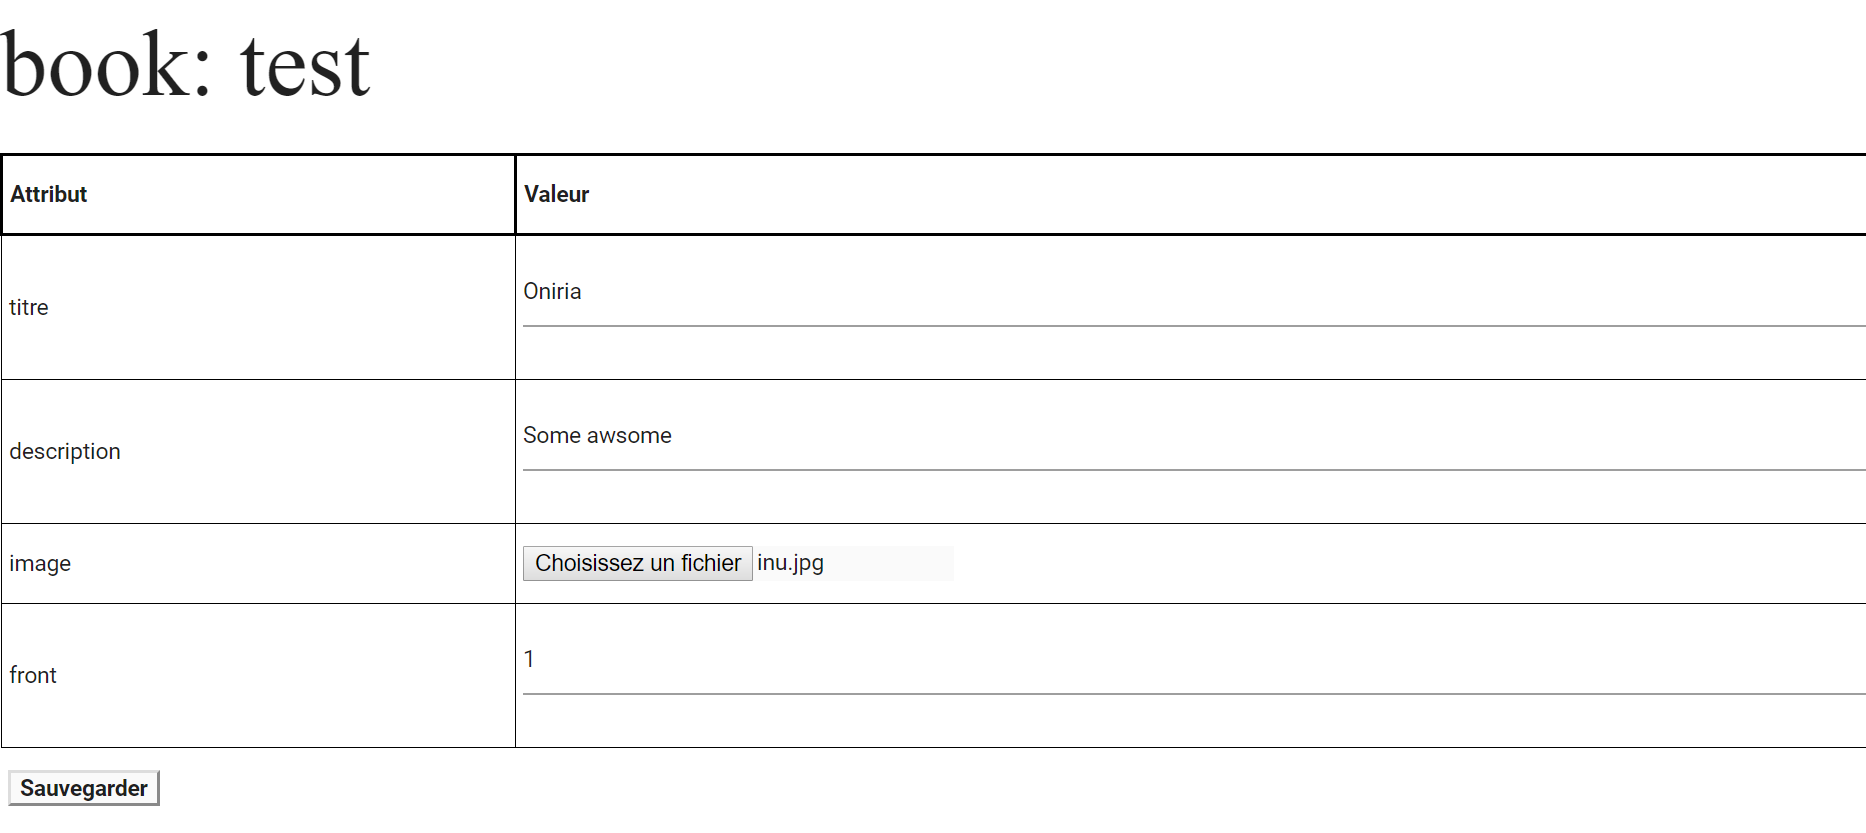 book: test
Attribut Valeur
titre Oniria
description Some awsome
image Choisissez un fichier inu.jpg
front 1
Sauvegarder